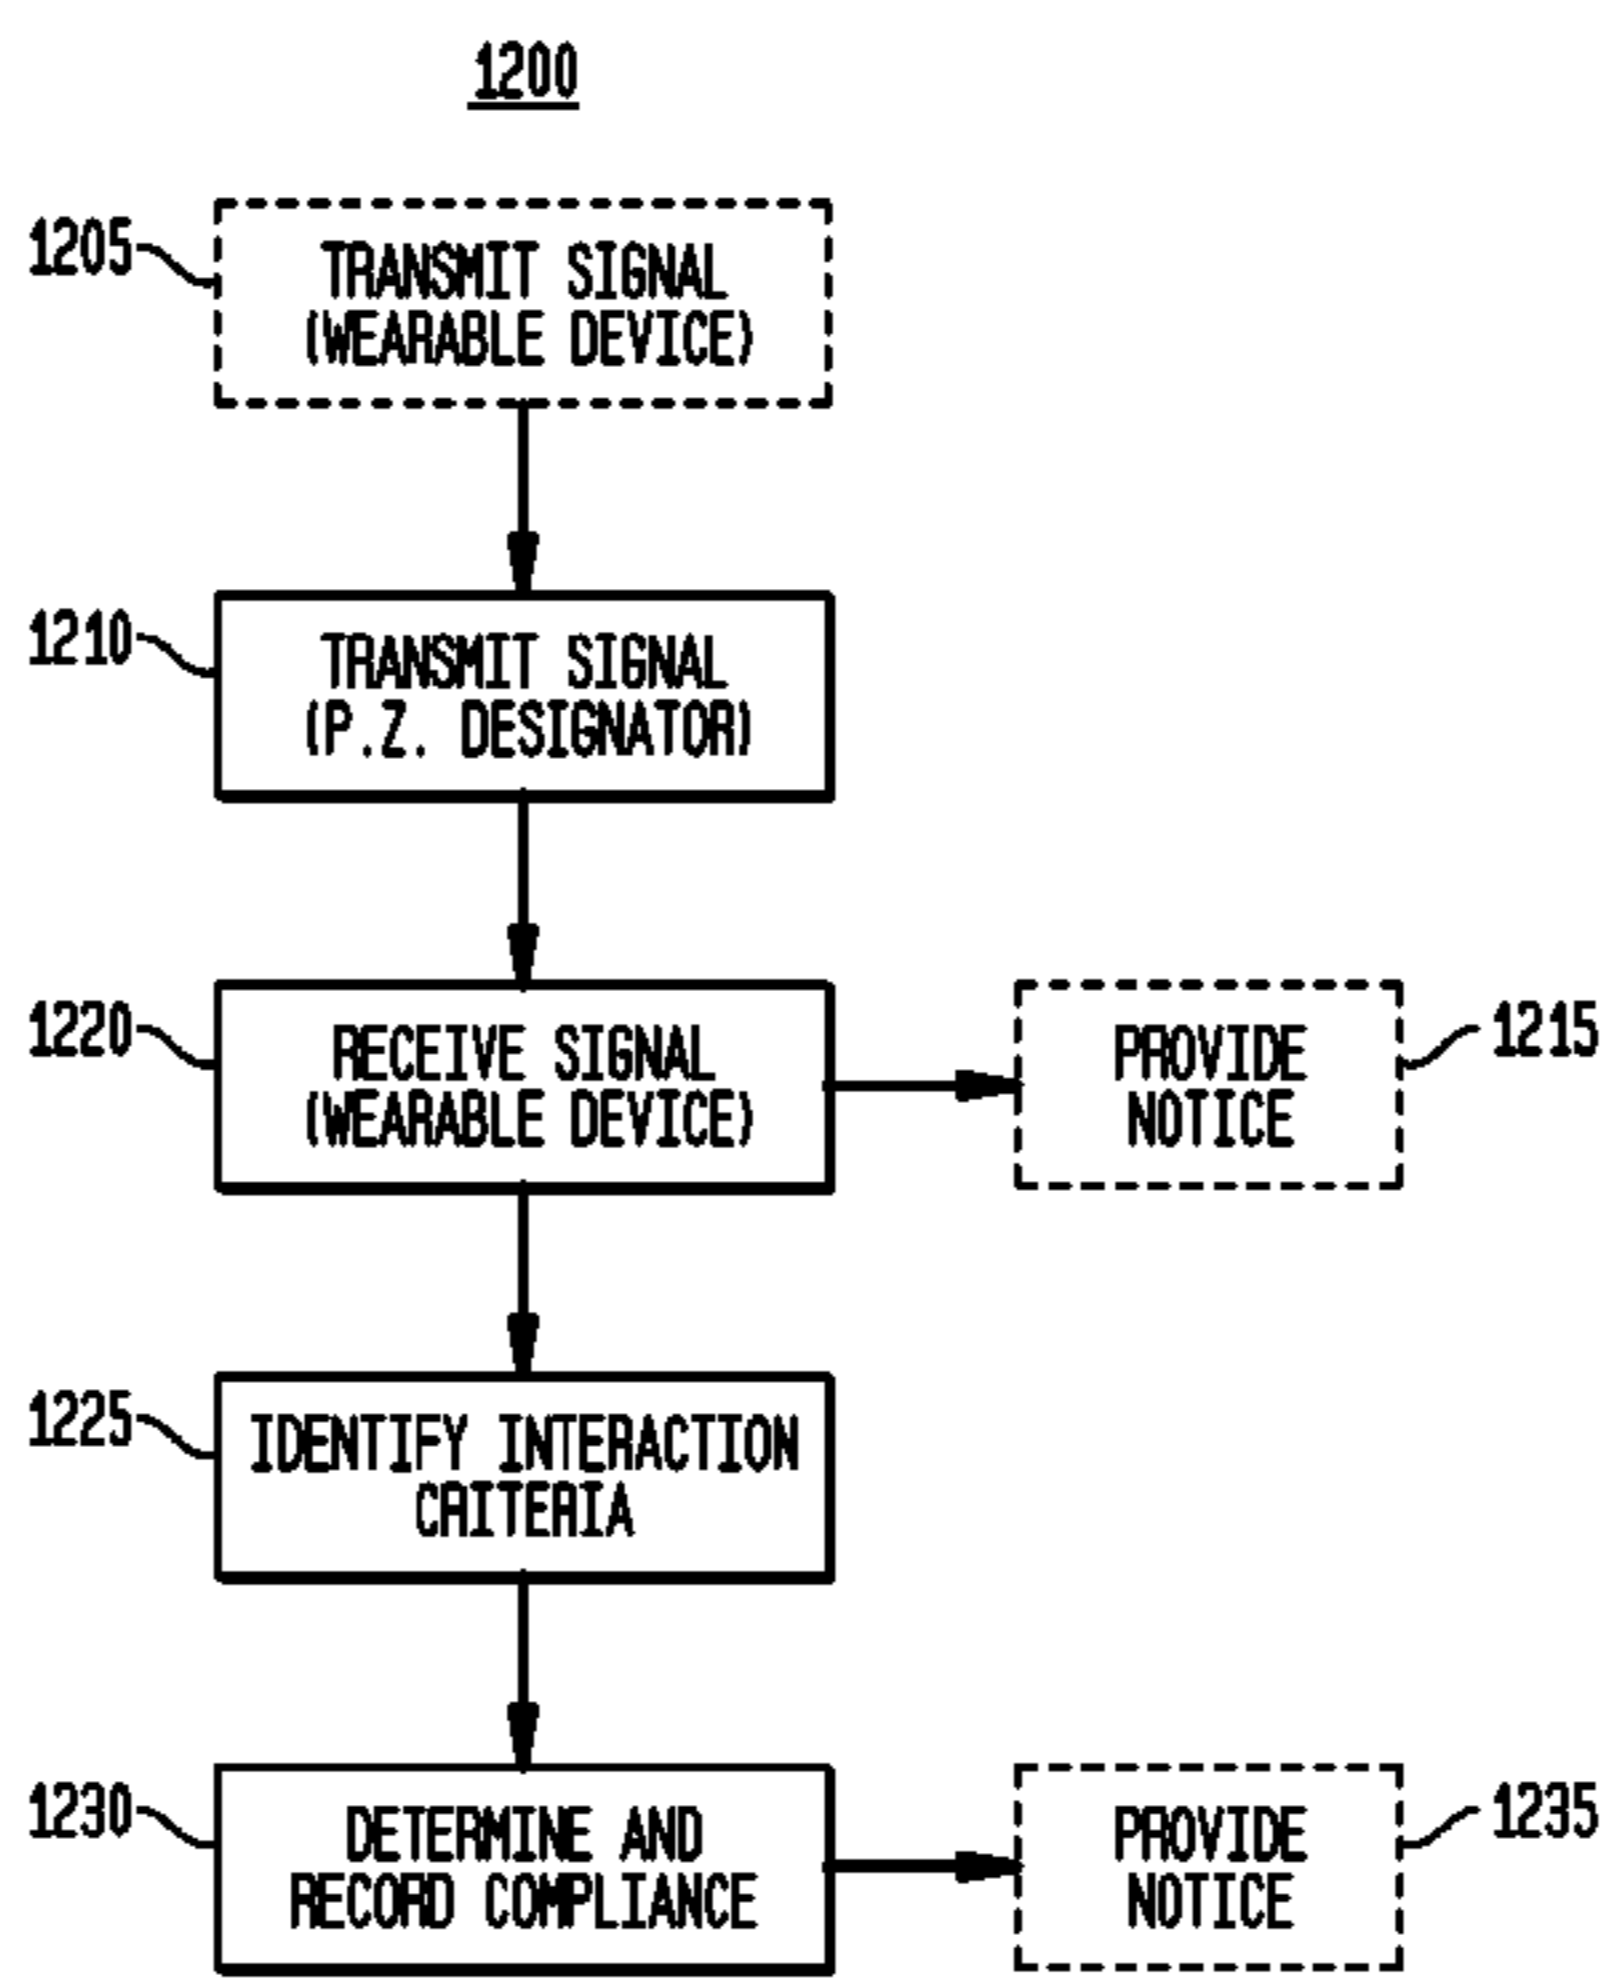 1200
1205
TRANSMIT SIGNAL
(WEARABLE DEVICE)
1210
TRANSMIT SIGNAL
(P.Z. DESIGNATOR)
1220
RECEIVE SIGNAL
(WEARABLE DEVICE)
PROVIDE
NOTICE
1215
1225
IDENTIFY INTERACTION
CRITERIA
1230
DETERMINE AND
RECORD COMPLIANCE
PROVIDE
NOTICE
1235